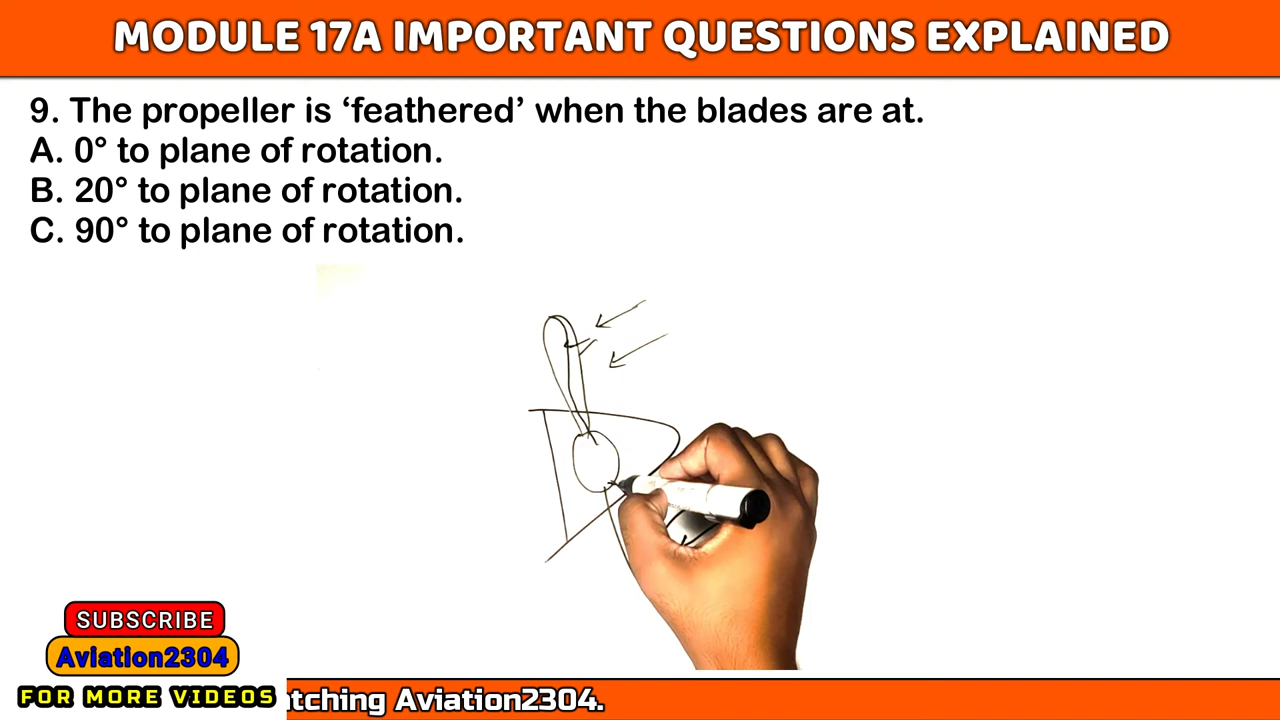 MODULE 17A IMPORTANT QUESTIONS EXPLAINED
9. The propeller is ‘feathered’ when the blades are at.
A. 0° to plane of rotation.
B. 20° to plane of rotation.
C. 90° to plane of rotation.
SUBSCRIBE
Aviation2304
FOR MORE VIDEOS
tching Aviation2304.